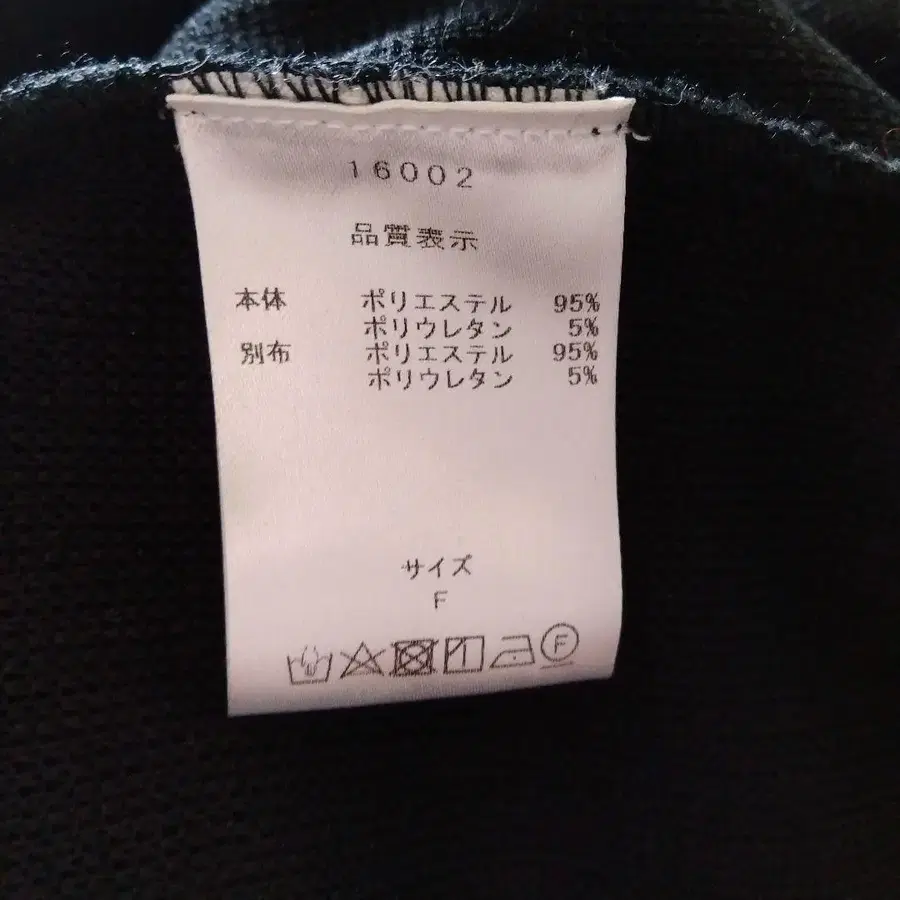 16002
品質表示
本体 ポリエステル 95%
ポリウレタン 5%
別布 ポリエステル 95%
ポリウレタン 5%
サイズ
F
F